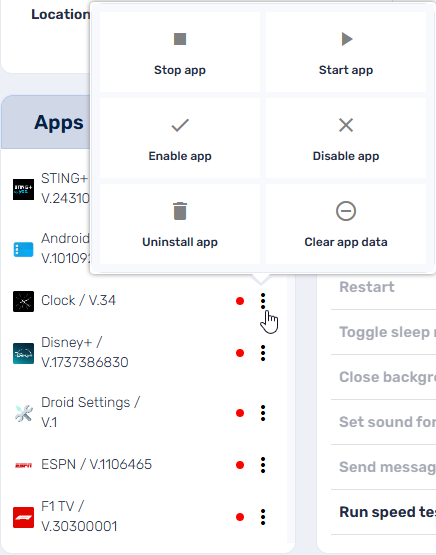 Location
Stop app
Start app
Enable app
Disable app
Uninstall app
Clear app data
Apps
STING+
V.24310
Android
V.10109
Clock / V.34
Disney+ /
V.1737386830
Droid Settings /
V.1
ESPN / V.1106465
F1 TV /
V.30300001
Restart
Toggle sleep
Close backgr
Set sound for
Send messag
Run speed te